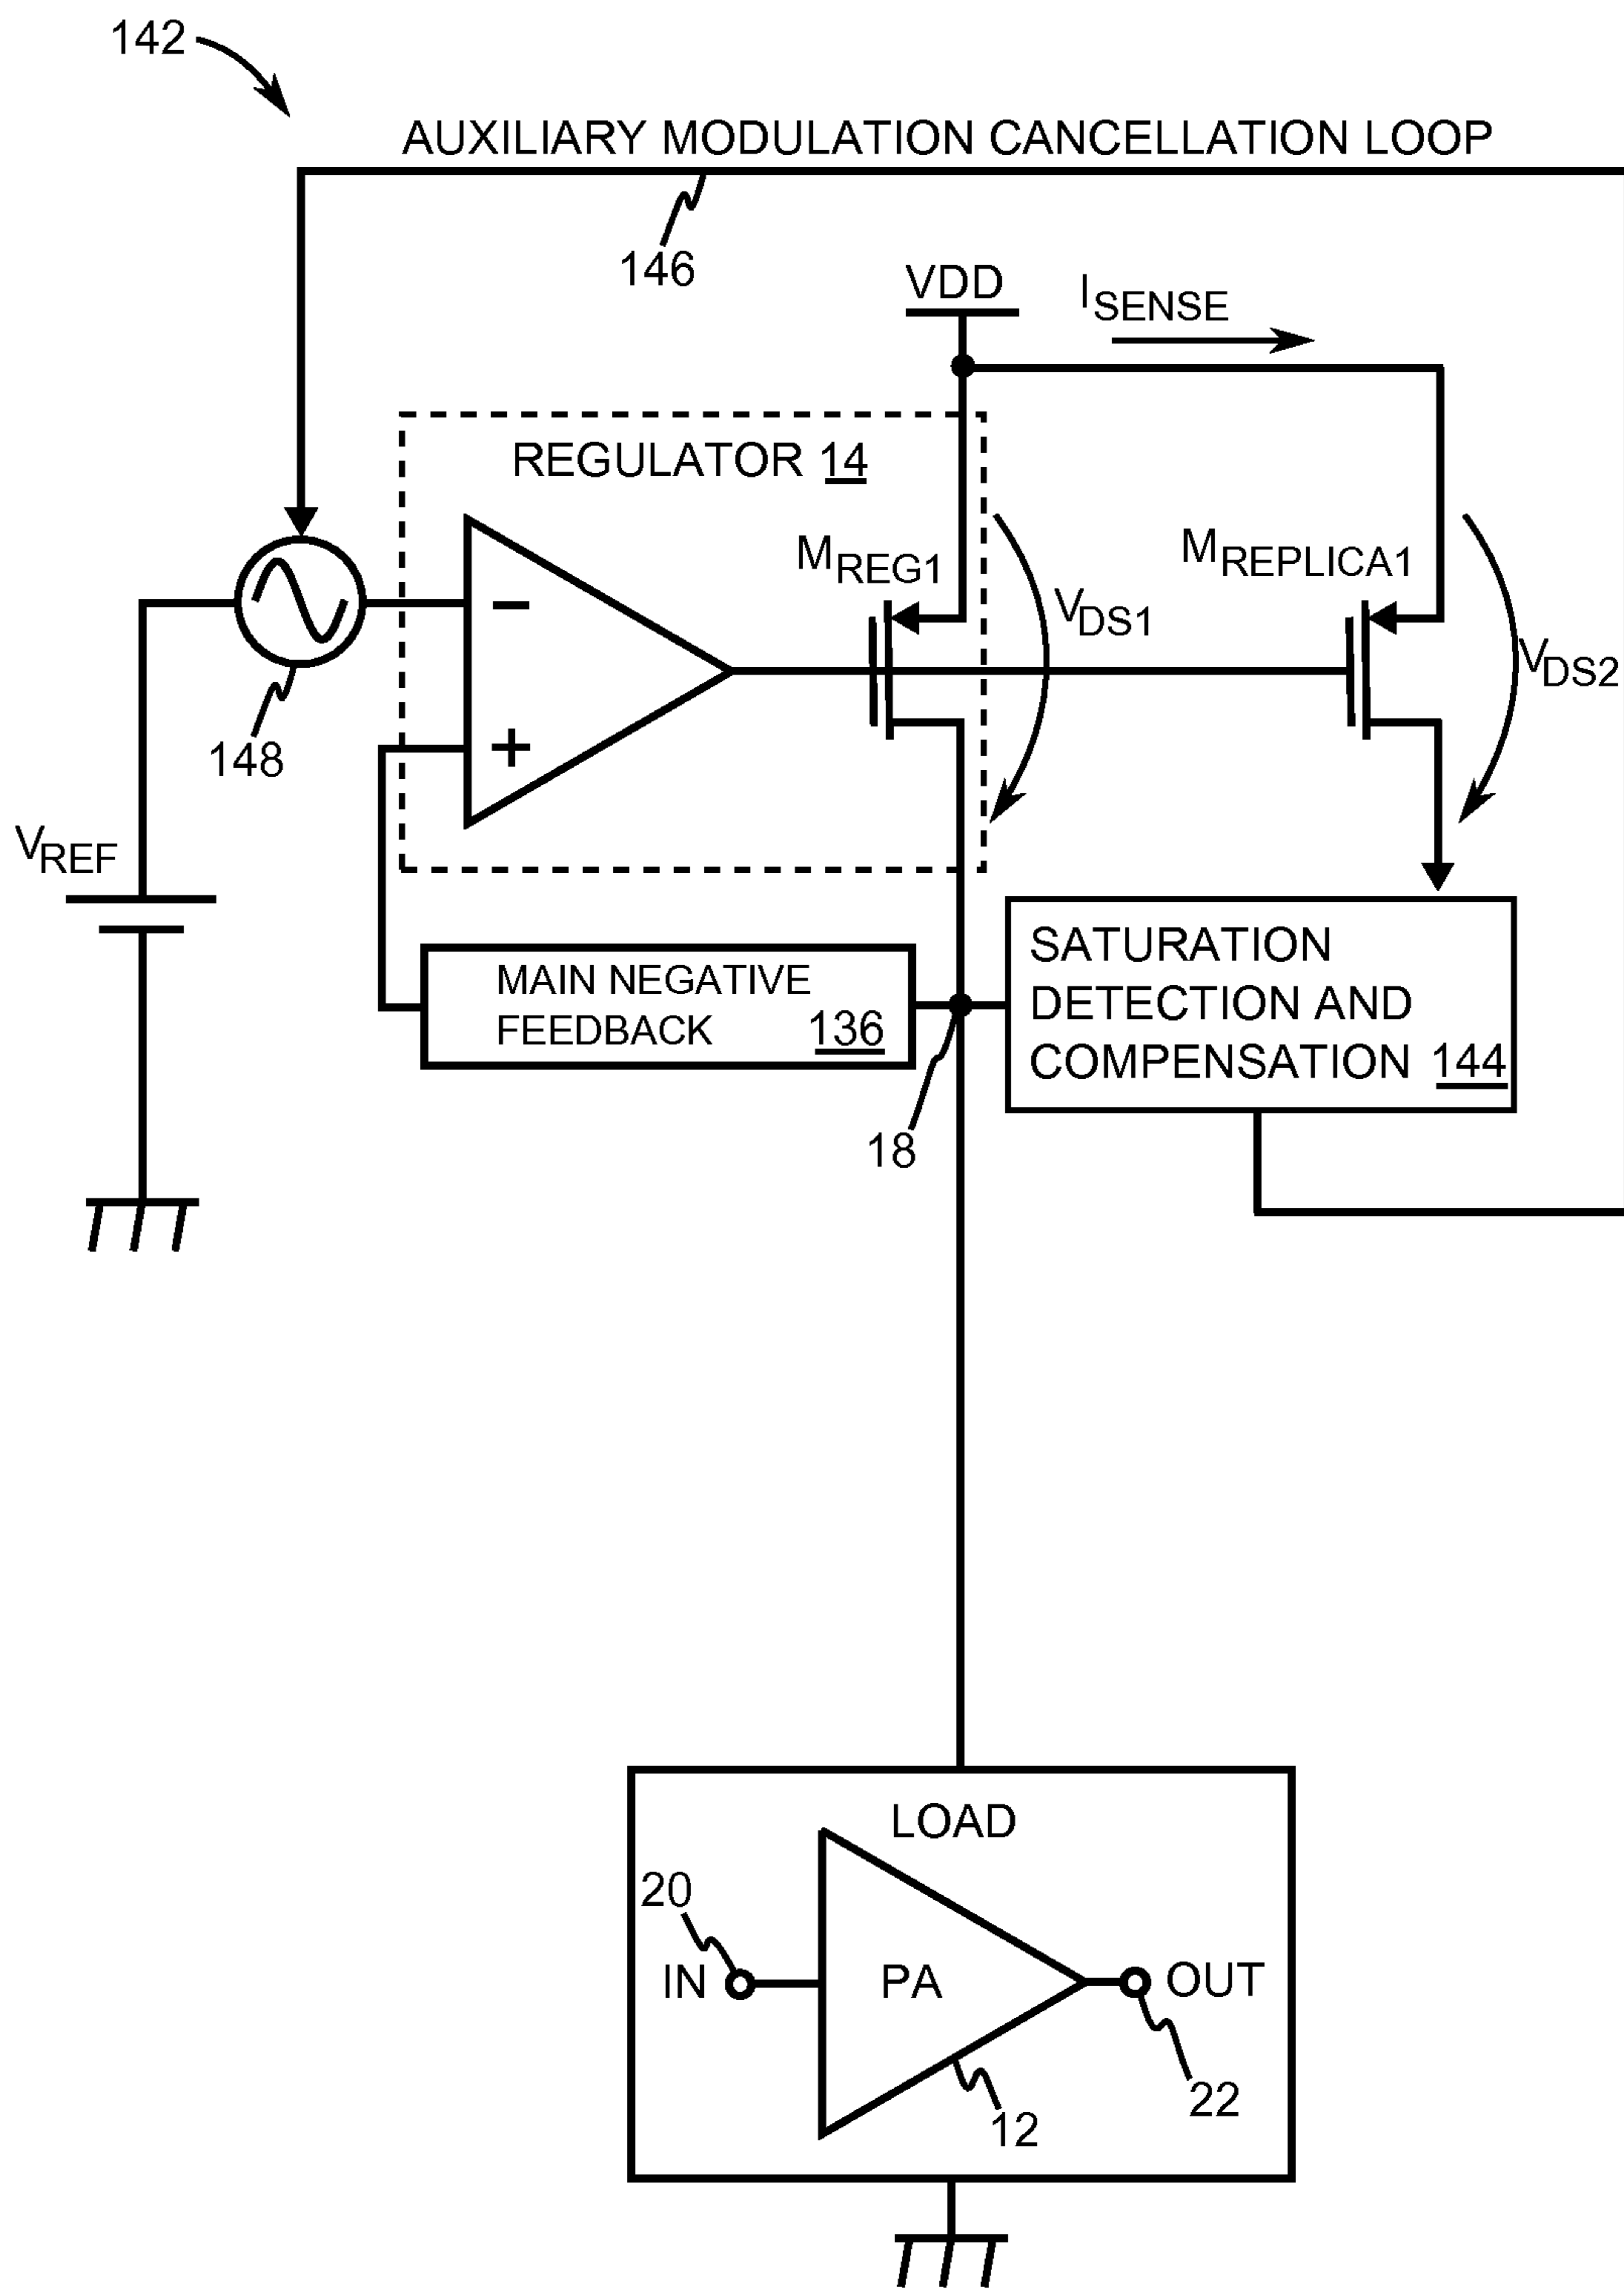 142
AUXILIARY MODULATION CANCELLATION LOOP
146
VDD
ISENSE
REGULATOR 14
MREG1
MREPLICA1
VDS1
VDS2
−
+
148
VREF
MAIN NEGATIVE
FEEDBACK 136
SATURATION
DETECTION AND
COMPENSATION 144
18
LOAD
20
IN
PA
OUT
22
12